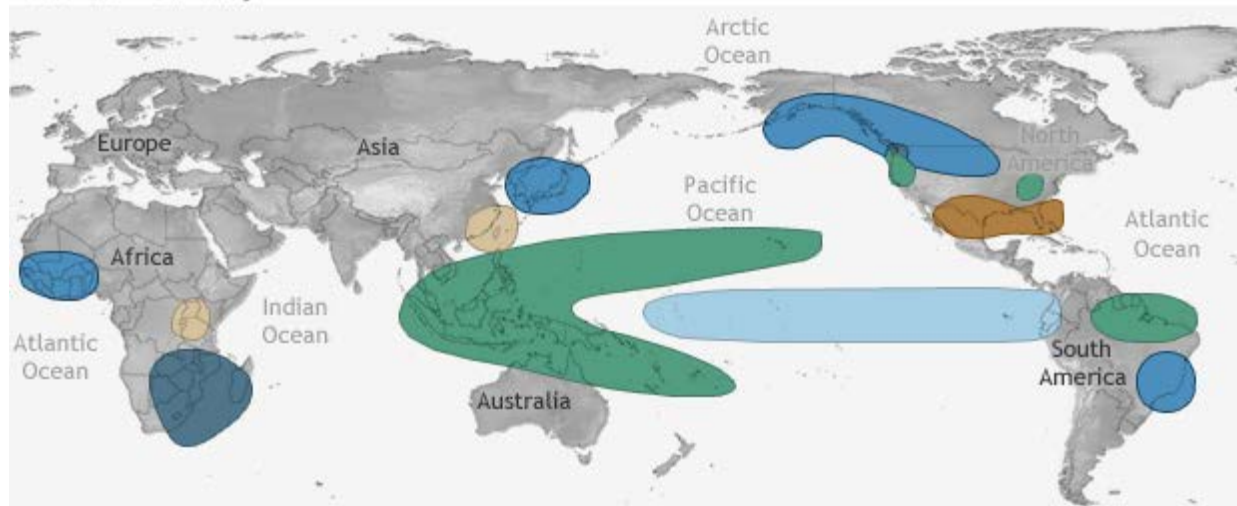 Arctic
Ocean
Europe
Asia
North
America
Pacific
Ocean
Atlantic
Ocean
Africa
Indian
Ocean
Atlantic
Ocean
South
America
Australia